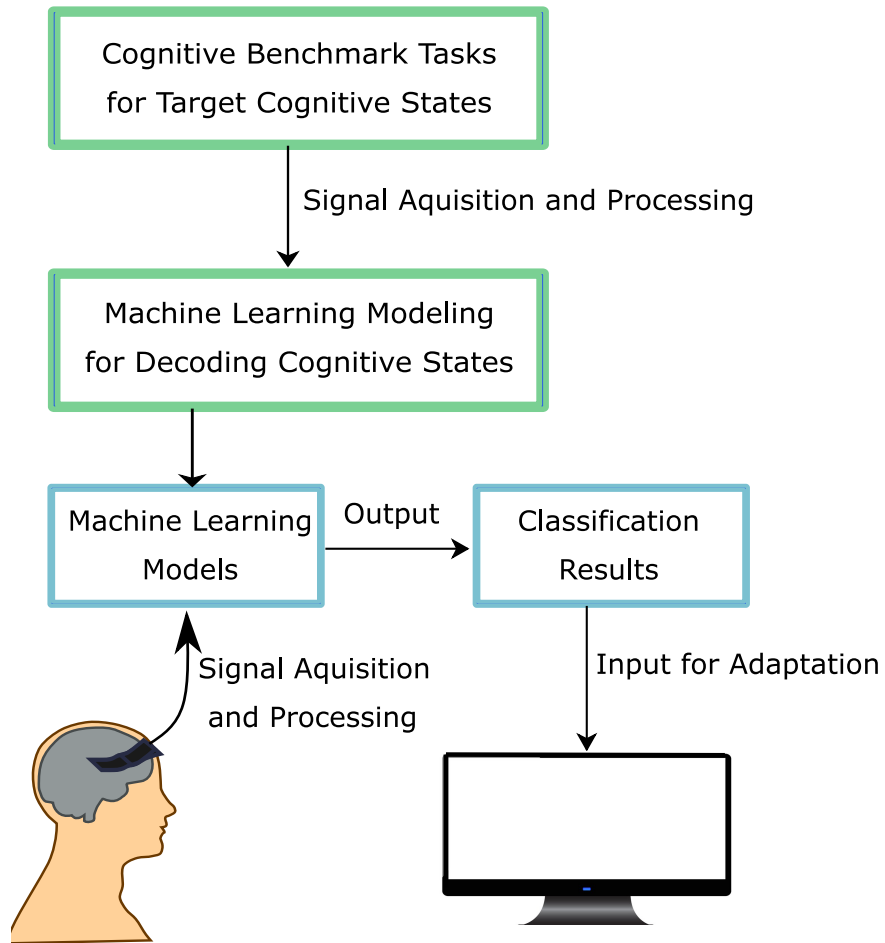 Cognitive Benchmark Tasks
for Target Cognitive States
Signal Aquisition and Processing
Machine Learning Modeling
for Decoding Cognitive States
Machine Learning
Models
Output
Classification
Results
Signal Aquisition
and Processing
Input for Adaptation